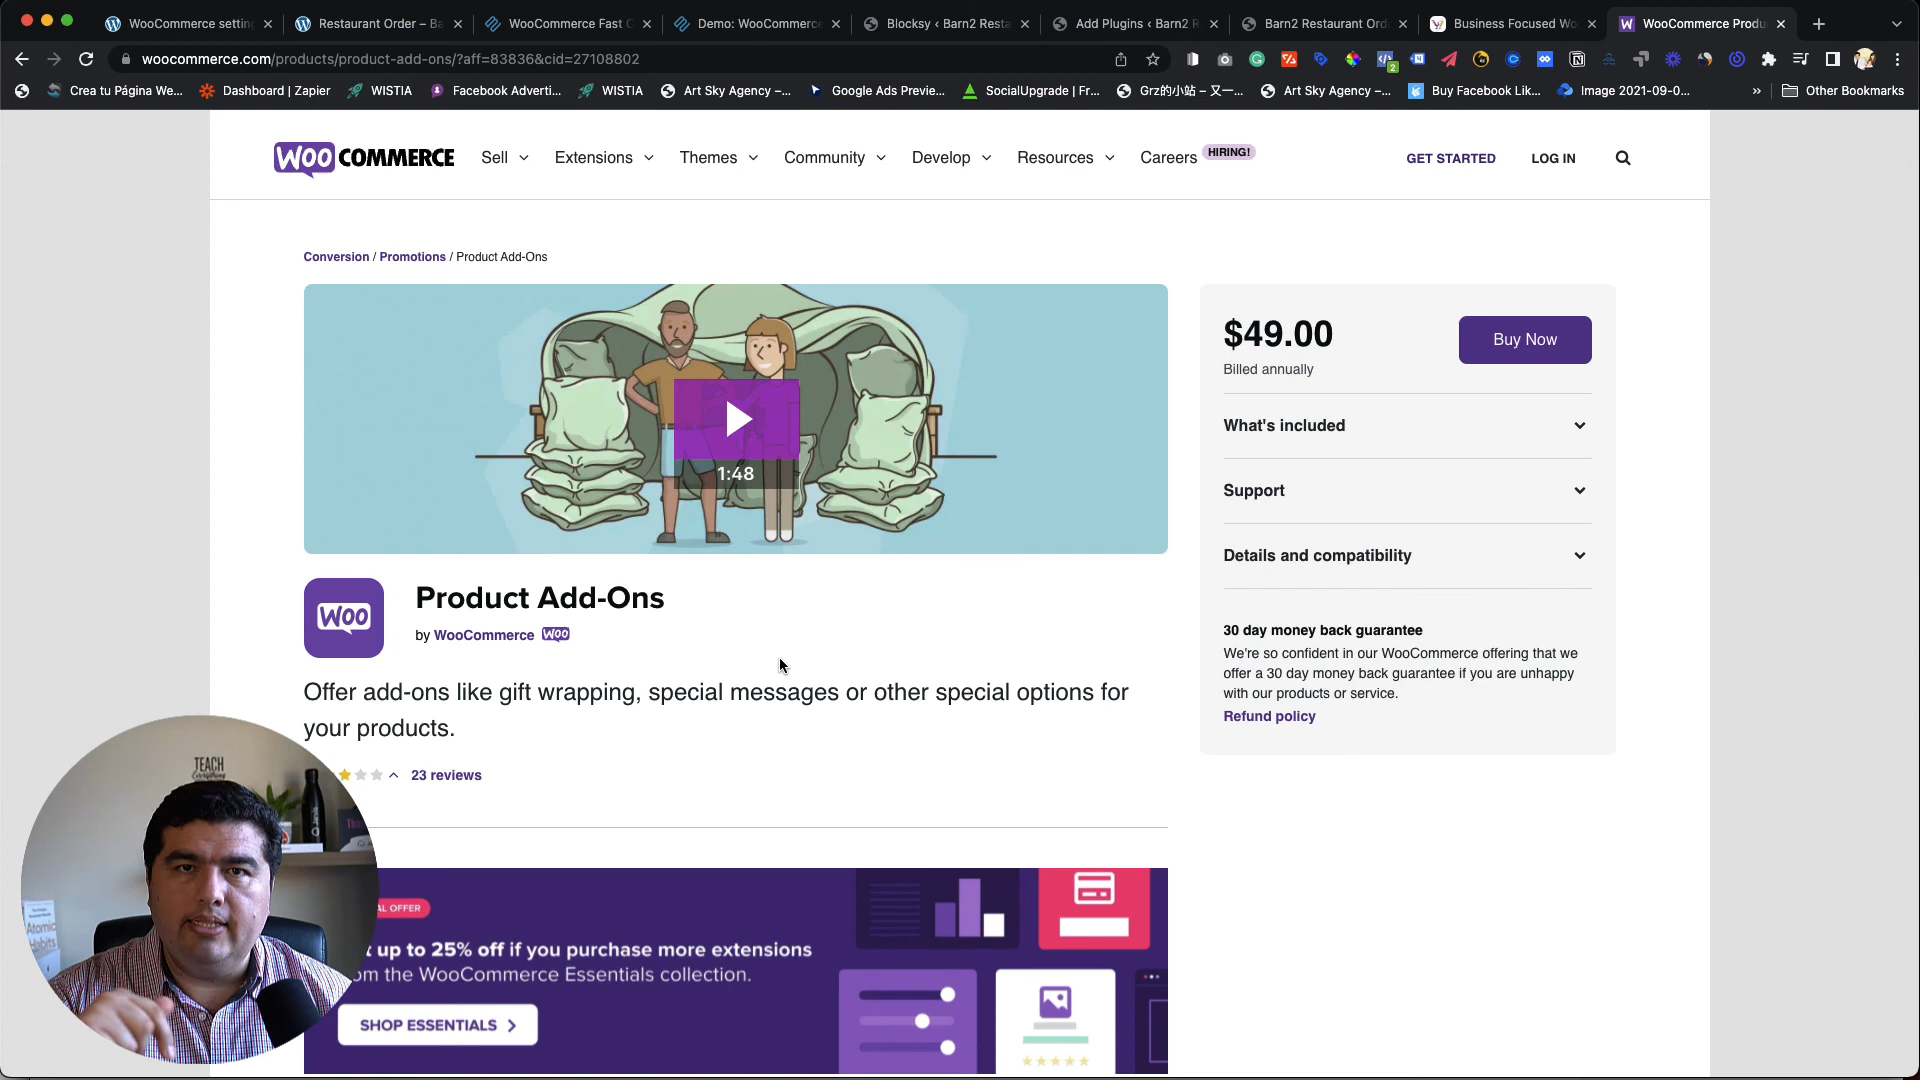 WooCommerce settin
Restaurant Order – Ba
WooCommerce Fast C
Demo: WooCommerce
Blocksy ‹ Barn2 Resta
Add Plugins ‹ Barn2 R
Barn2 Restaurant Ord
Business Focused Wo
WooCommerce Produ
woocommerce.com/products/product-add-ons/?aff=83836&cid=27108802
2
Crea tu Página We...
Dashboard | Zapier
WISTIA
Facebook Adverti...
WISTIA
Art Sky Agency –...
Google Ads Previe...
SocialUpgrade | Fr...
Grz的小站 – 又一...
Art Sky Agency –...
Buy Facebook Lik...
Image 2021-09-0...
»
Other Bookmarks
WOO COMMERCE
Sell
Extensions
Themes
Community
Develop
Resources
Careers
HIRING!
GET STARTED
LOG IN
Conversion / Promotions / Product Add-Ons
1:48
$49.00
Buy Now
Billed annually
What's included
Support
Details and compatibility
30 day money back guarantee
We're so confident in our WooCommerce offering that we
offer a 30 day money back guarantee if you are unhappy
with our products or service.
Refund policy
WOO
Product Add-Ons
by WooCommerce WOO
Offer add-ons like gift wrapping, special messages or other special options for
your products.
23 reviews
TEACH
Everything
Atomic
Habits
AL OFFER
t up to 25% off if you purchase more extensions
om the WooCommerce Essentials collection.
SHOP ESSENTIALS